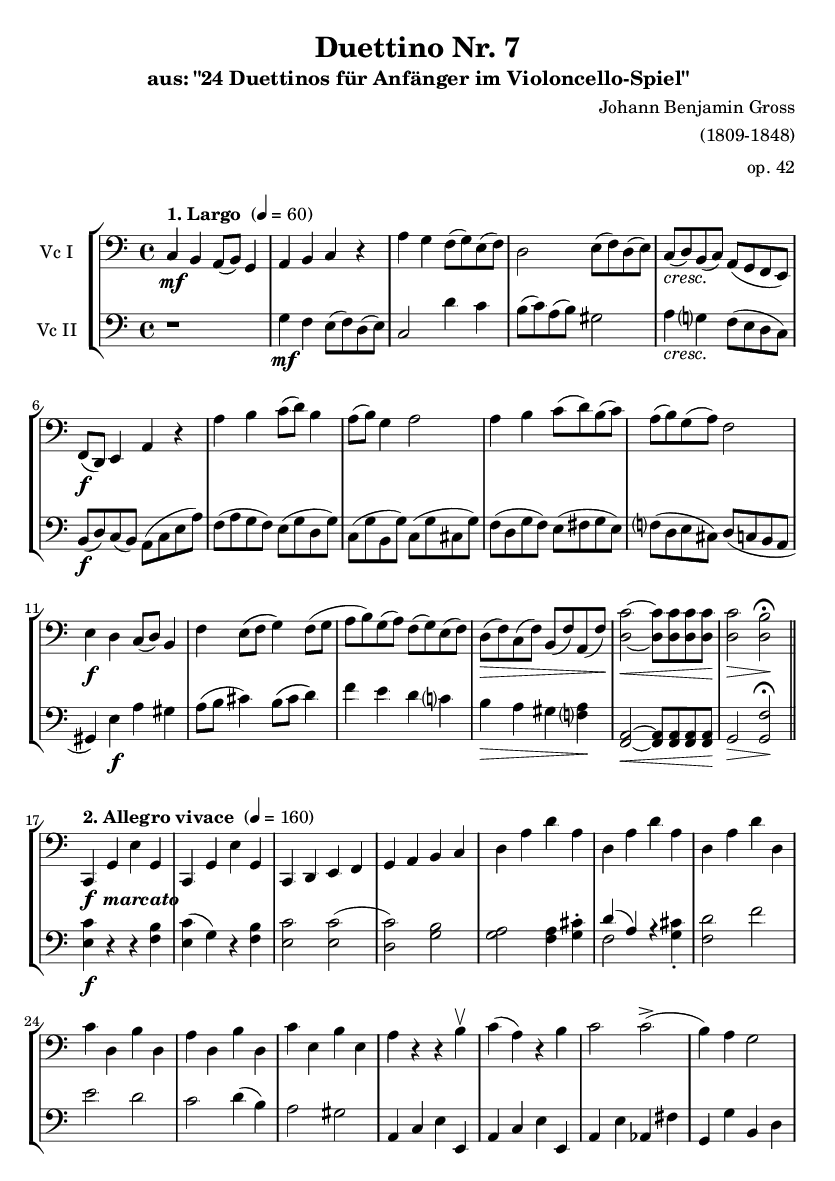 Duettino Nr. 7
aus: "24 Duettinos für Anfänger im Violoncello-Spiel"
Johann Benjamin Gross
(1809-1848)
op. 42
1. Largo (♩ = 60)
Vc I
mf
cresc.
Vc II
mf
cresc.
6
f
f
11
f
f
17
2. Allegro vivace (♩ = 160)
f marcato
f
24